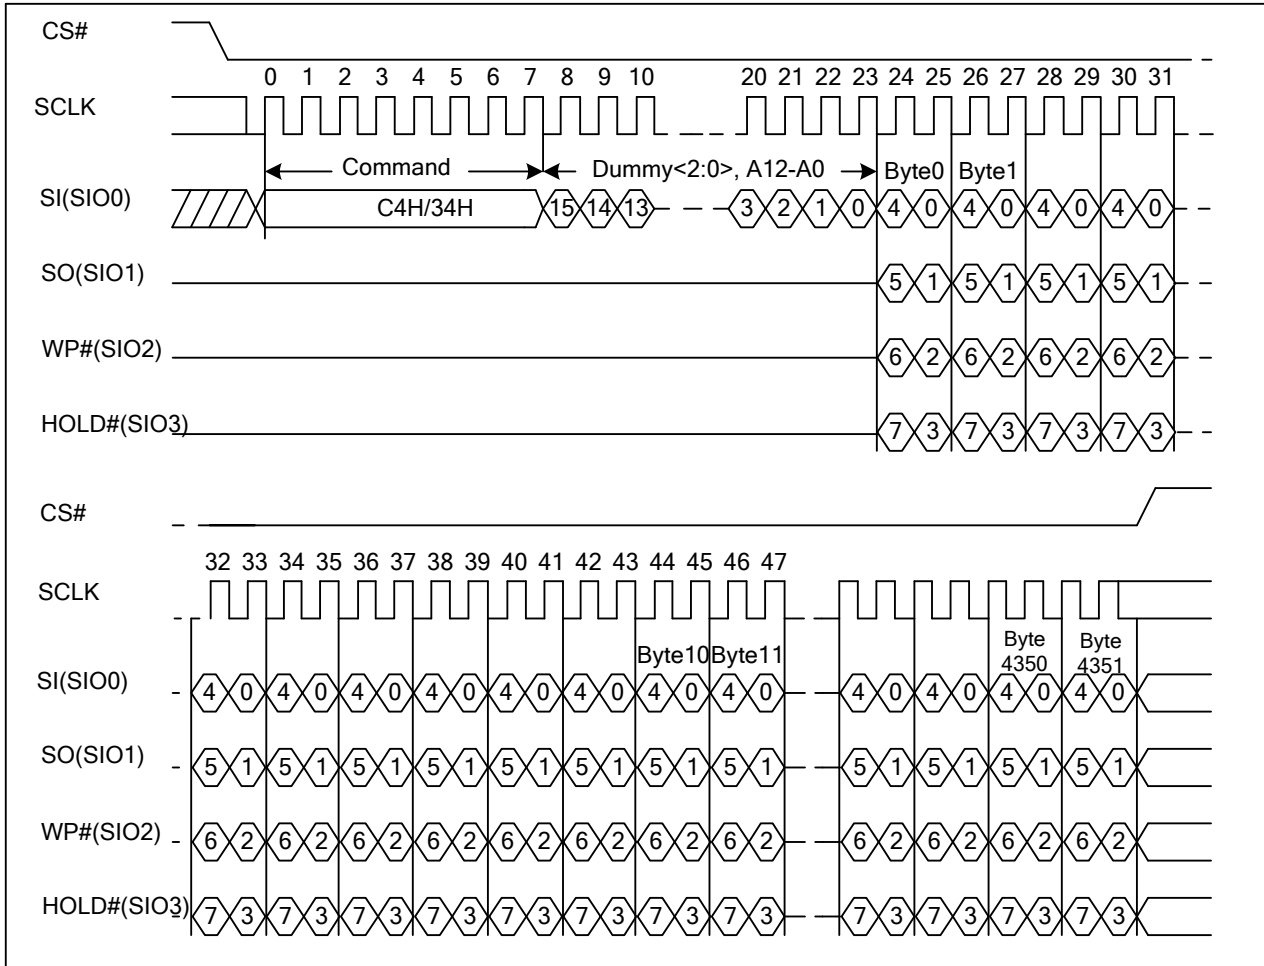 CS#
0 1 2 3 4 5 6 7 8 9 10 20 21 22 23 24 25 26 27 28 29 30 31
SCLK
Command Dummy<2:0>, A12-A0 Byte0 Byte1
SI(SIO0) C4H/34H 15 14 13 3 2 1 0 4 0 4 0 4 0 4 0
SO(SIO1) 5 1 5 1 5 1 5 1
WP#(SIO2) 6 2 6 2 6 2 6 2
HOLD#(SIO3) 7 3 7 3 7 3 7 3
CS#
32 33 34 35 36 37 38 39 40 41 42 43 44 45 46 47
SCLK
Byte10 Byte11 Byte Byte
4350 4351
SI(SIO0) 4 0 4 0 4 0 4 0 4 0 4 0 4 0 4 0 4 0 4 0 4 0 4 0
SO(SIO1) 5 1 5 1 5 1 5 1 5 1 5 1 5 1 5 1 5 1 5 1 5 1 5 1
WP#(SIO2) 6 2 6 2 6 2 6 2 6 2 6 2 6 2 6 2 6 2 6 2 6 2 6 2
HOLD#(SIO3) 7 3 7 3 7 3 7 3 7 3 7 3 7 3 7 3 7 3 7 3 7 3 7 3